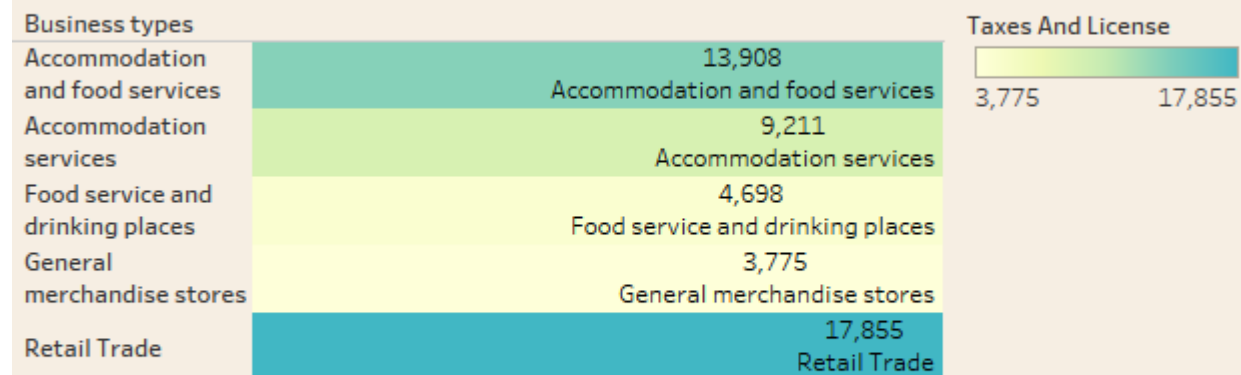 Business types
Taxes And License
3,775 17,855
Accommodation
and food services
13,908
Accommodation and food services
Accommodation
services
9,211
Accommodation services
Food service and
drinking places
4,698
Food service and drinking places
General
merchandise stores
3,775
General merchandise stores
Retail Trade
17,855
Retail Trade